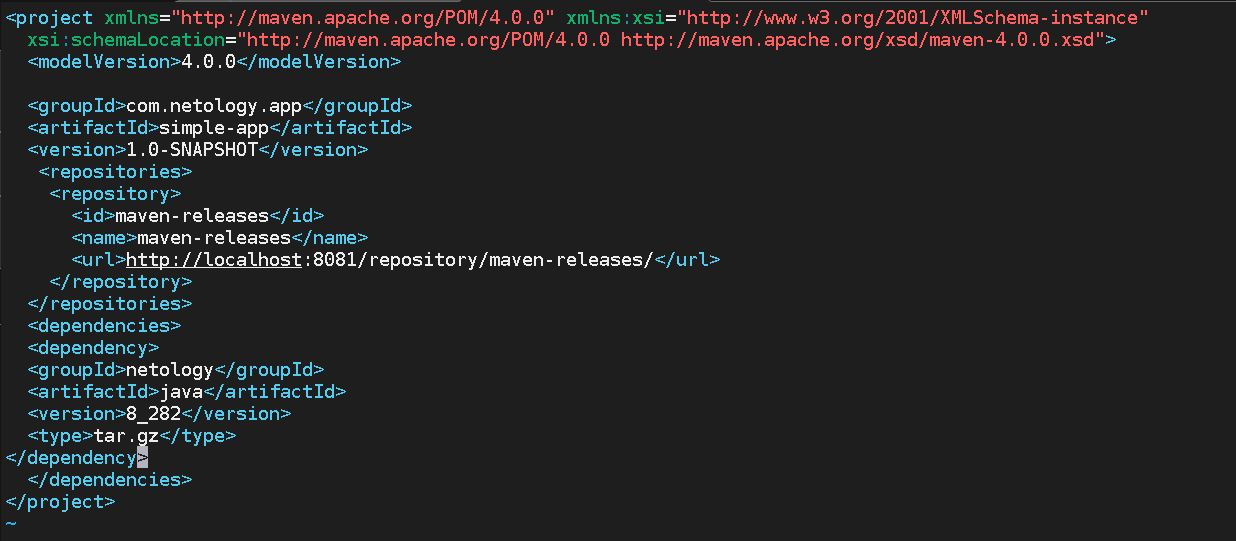 <project xmlns="http://maven.apache.org/POM/4.0.0" xmlns:xsi="http://www.w3.org/2001/XMLSchema-instance"
  xsi:schemaLocation="http://maven.apache.org/POM/4.0.0 http://maven.apache.org/xsd/maven-4.0.0.xsd">
  <modelVersion>4.0.0</modelVersion>

  <groupId>com.netology.app</groupId>
  <artifactId>simple-app</artifactId>
  <version>1.0-SNAPSHOT</version>
   <repositories>
    <repository>
      <id>maven-releases</id>
      <name>maven-releases</name>
      <url>http://localhost:8081/repository/maven-releases/</url>
    </repository>
  </repositories>
  <dependencies>
  <dependency>
  <groupId>netology</groupId>
  <artifactId>java</artifactId>
  <version>8_282</version>
  <type>tar.gz</type>
</dependency>
  </dependencies>
</project>
~